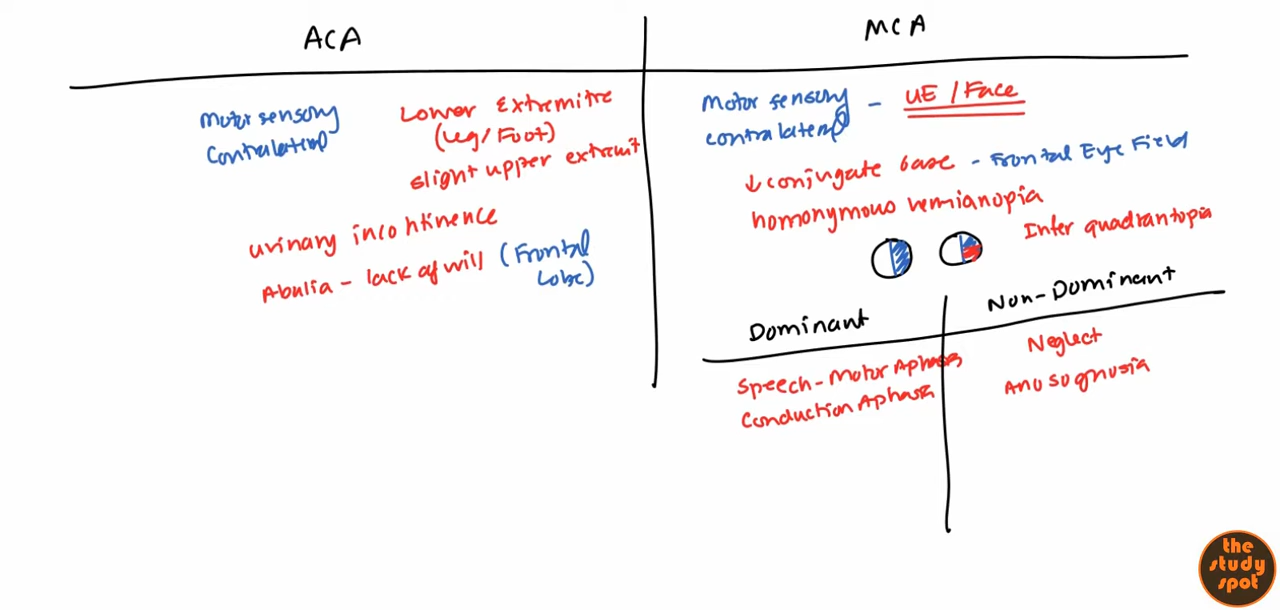 ACA
MCA
Motor sensory
Contralateral
Lower Extremitre
(Leg/Foot)
slight upper extremit
urinary incontinence
Abulia - lack of will (Frontal
Lobe)
Motor sensory - UE / Face
contralateral
↓ conjugate base - Frontal Eye Field
homonymous hemianopia
Infer quadrantopia
Dominant
Non-Dominant
Speech-Motor Aphasia
Conduction Aphasia
Neglect
Anosognosia
the
study
spot